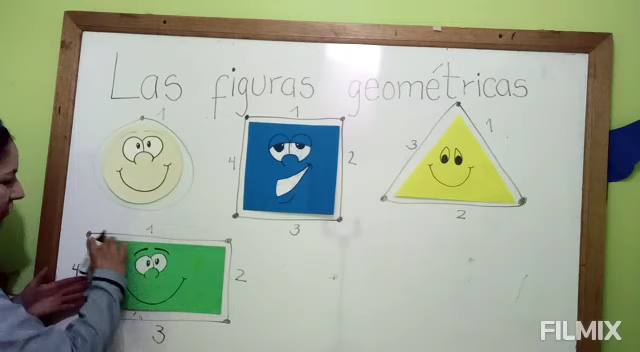 Las figuras geométricas
1 1 1
4 2 3
3 2
1
4 2
3
FILMIX